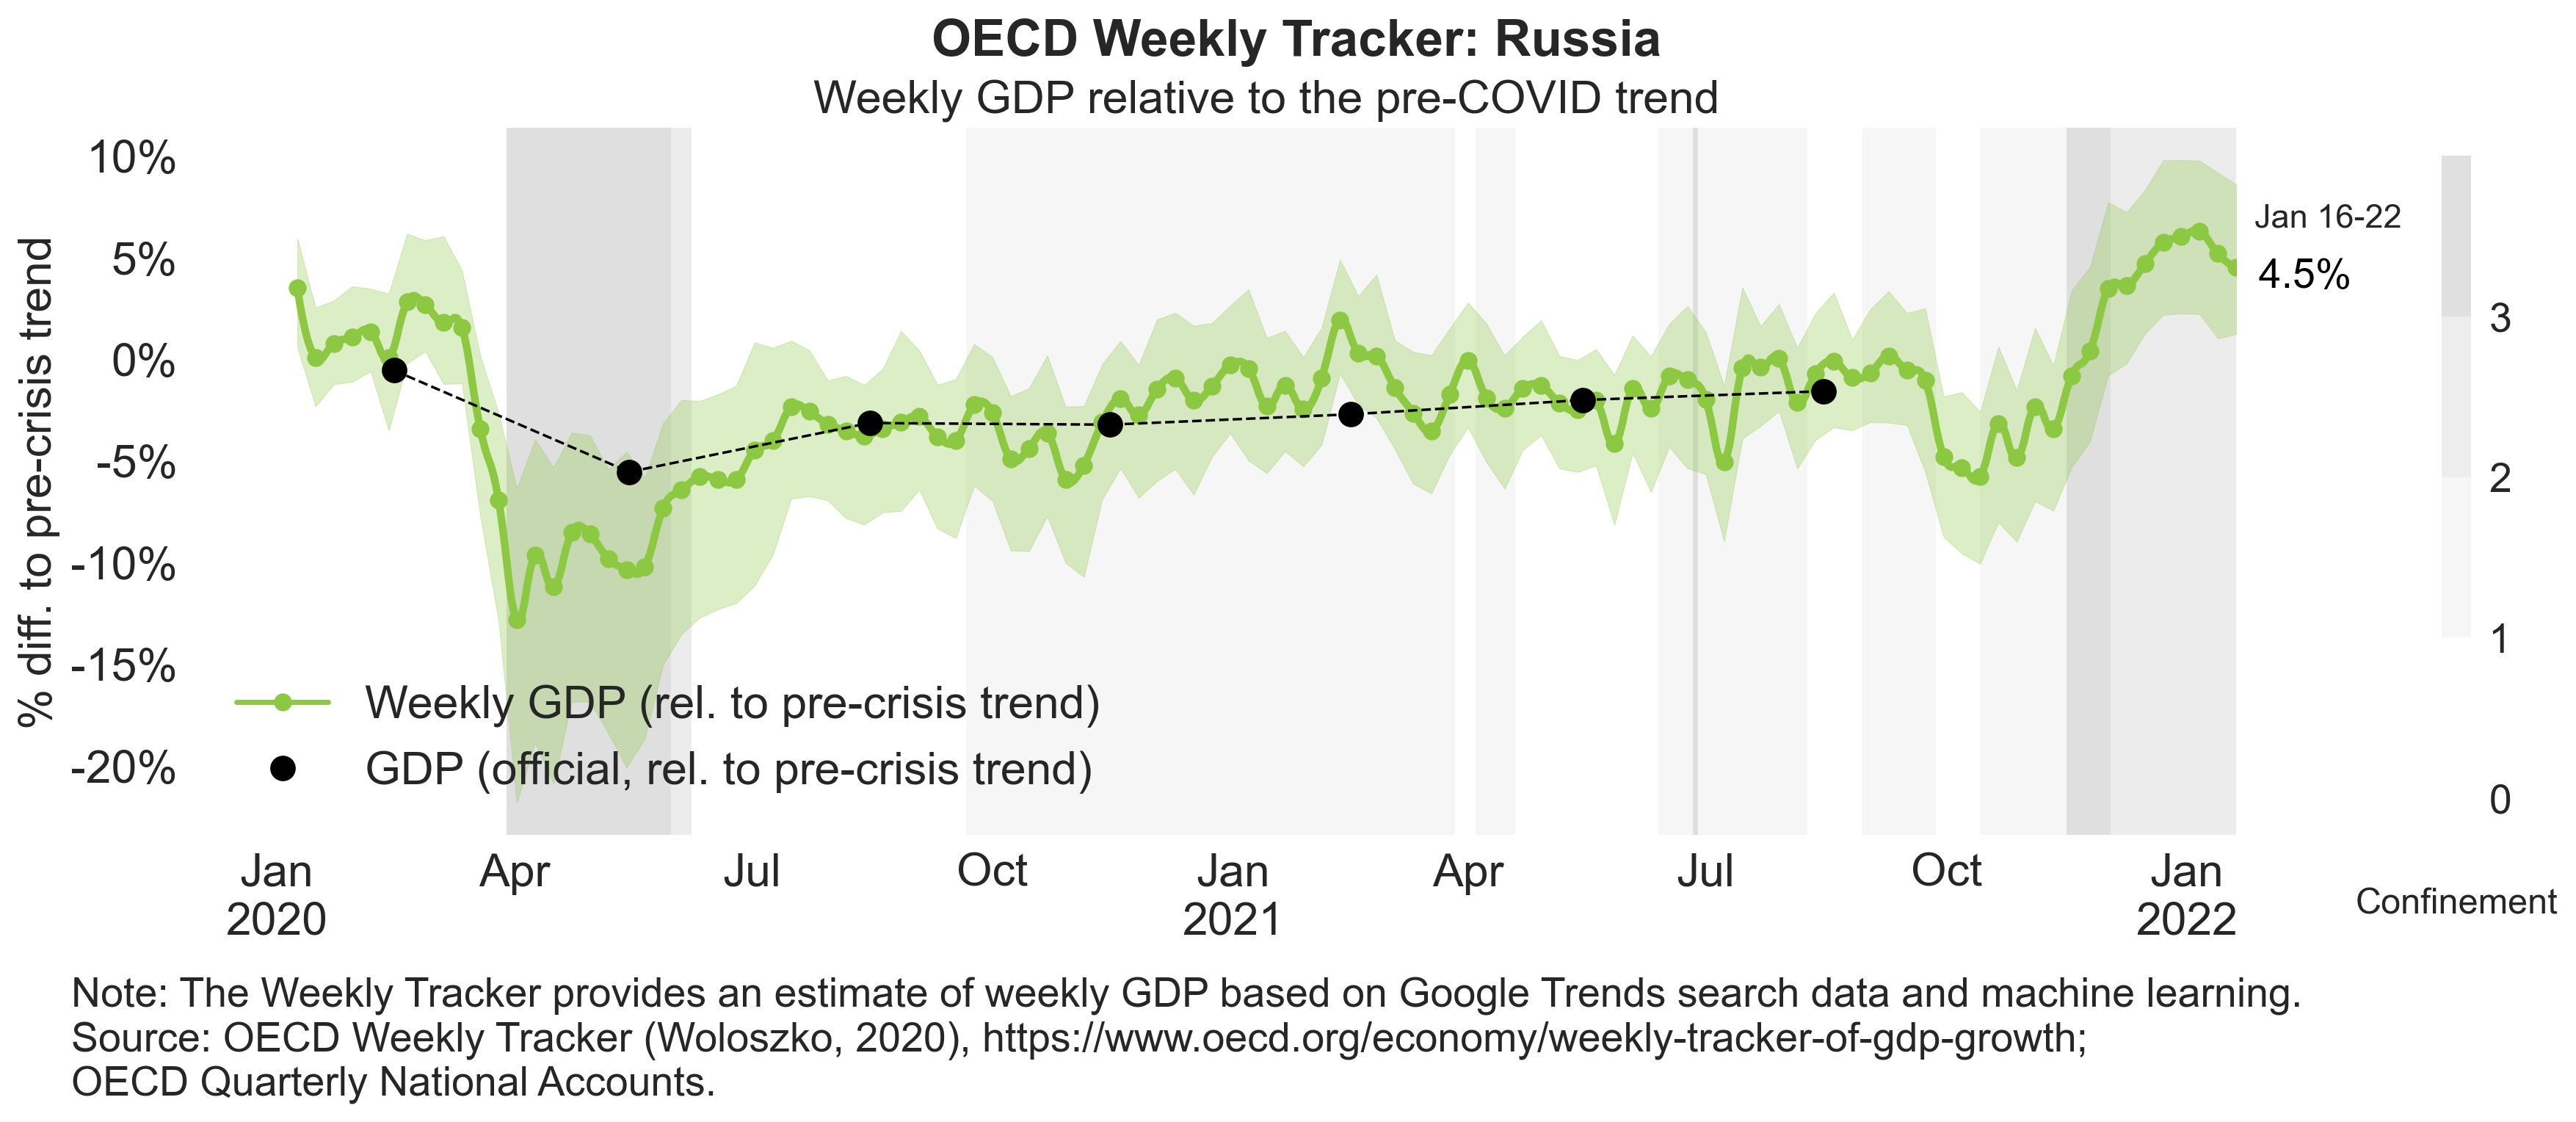 OECD Weekly Tracker: Russia
Weekly GDP relative to the pre-COVID trend
% diff. to pre-crisis trend
10%
5%
0%
-5%
-10%
-15%
-20%
Jan 16-22
4.5%
Weekly GDP (rel. to pre-crisis trend)
GDP (official, rel. to pre-crisis trend)
3
2
1
0
Confinement
Jan Apr Jul Oct Jan Apr Jul Oct Jan
2020 2021 2022
Note: The Weekly Tracker provides an estimate of weekly GDP based on Google Trends search data and machine learning.
Source: OECD Weekly Tracker (Woloszko, 2020), https://www.oecd.org/economy/weekly-tracker-of-gdp-growth;
OECD Quarterly National Accounts.